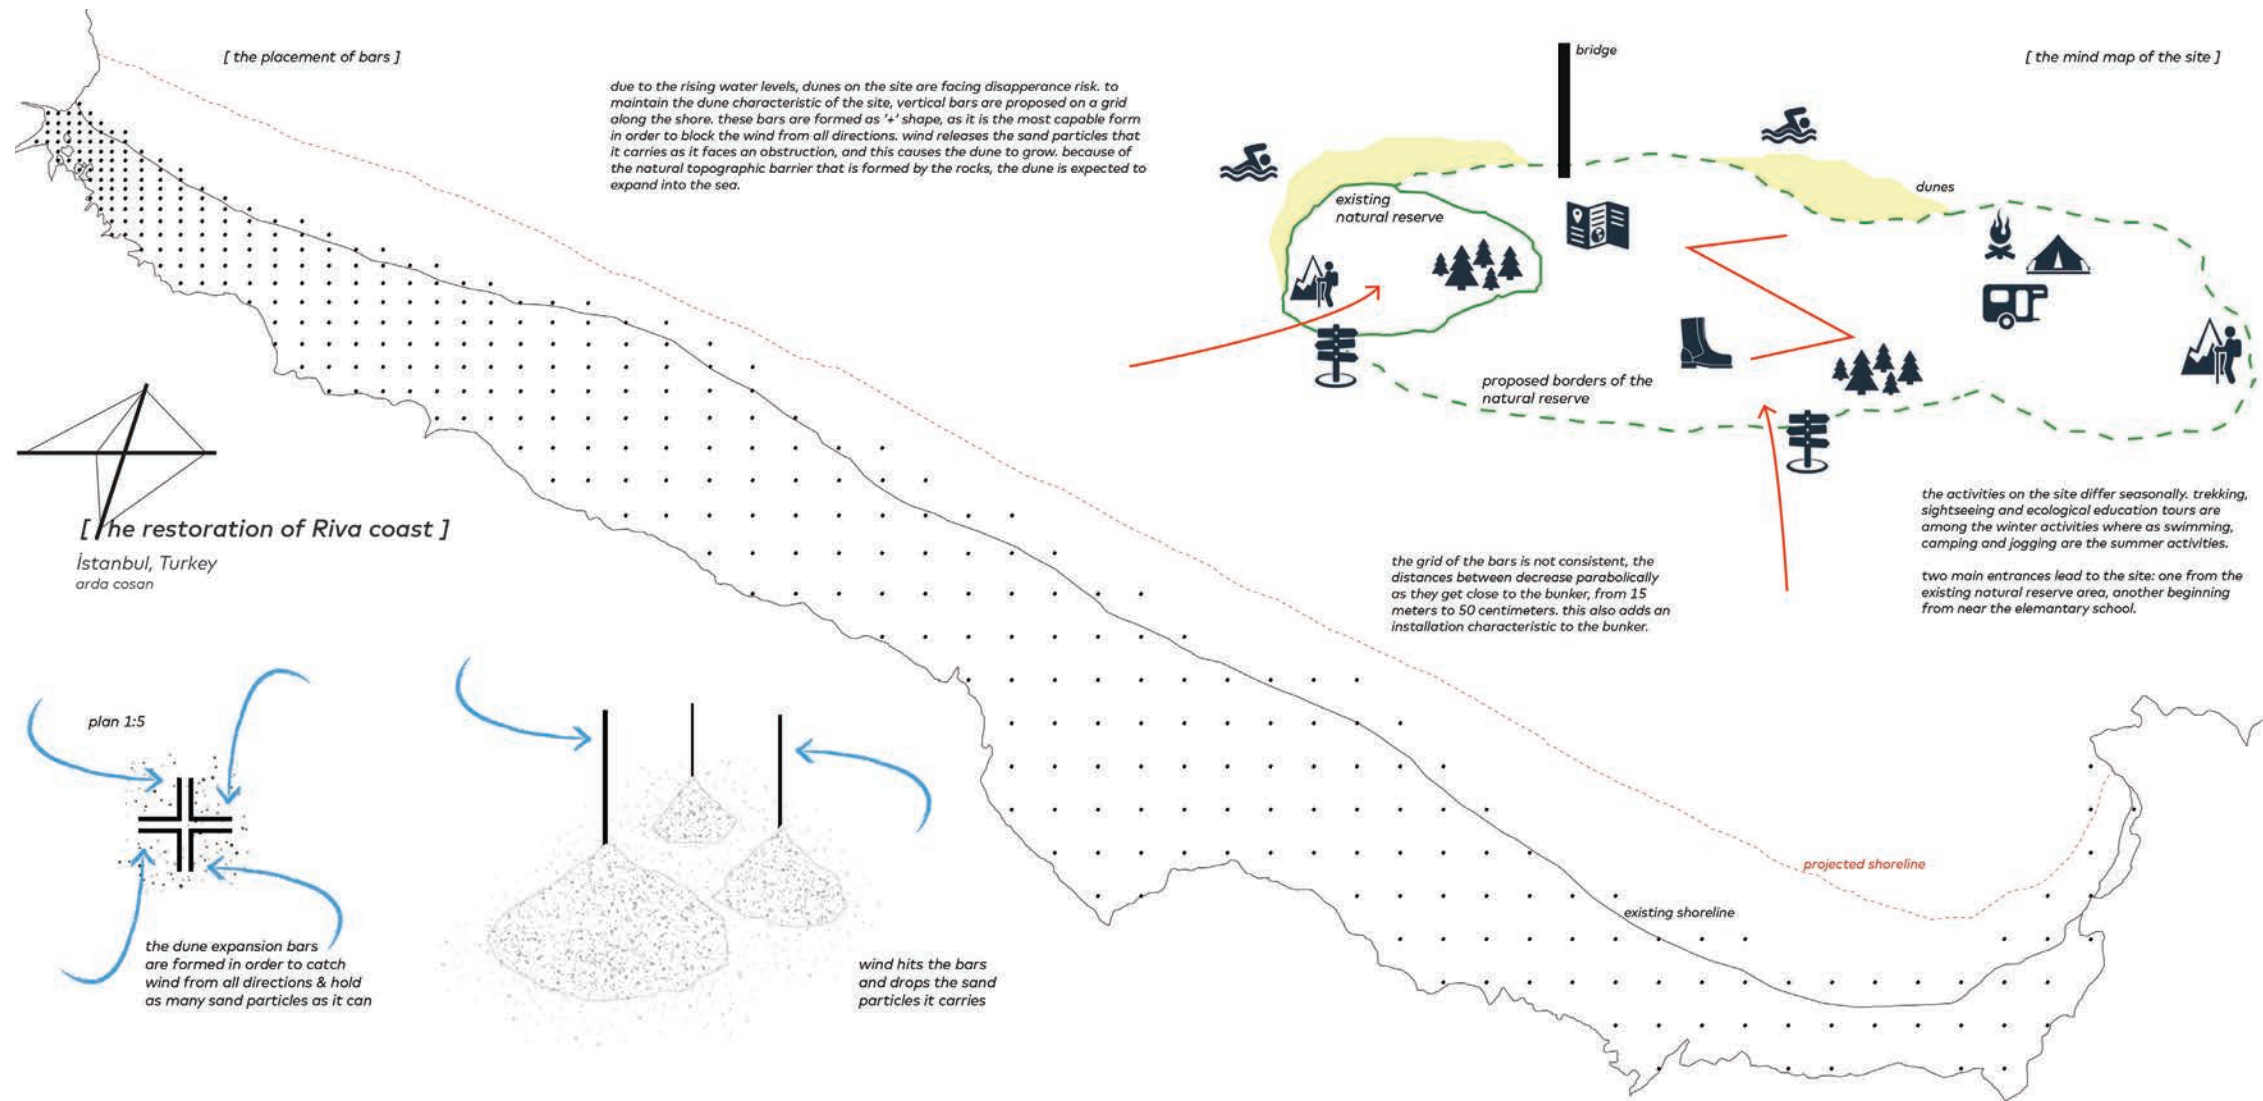 [ the placement of bars ]
due to the rising water levels, dunes on the site are facing disapperance risk. to
maintain the dune characteristic of the site, vertical bars are proposed on a grid
along the shore. these bars are formed as '+' shape, as it is the most capable form
in order to block the wind from all directions. wind releases the sand particles that
it carries as it faces an obstruction, and this causes the dune to grow. because of
the natural topographic barrier that is formed by the rocks, the dune is expected to
expand into the sea.
bridge
[ the mind map of the site ]
dunes
existing
natural reserve
proposed borders of the
natural reserve
the activities on the site differ seasonally. trekking,
sightseeing and ecological education tours are
among the winter activities where as swimming,
camping and jogging are the summer activities.
two main entrances lead to the site: one from the
existing natural reserve area, another beginning
from near the elemantary school.
the grid of the bars is not consistent, the
distances between decrease parabolically
as they get close to the bunker, from 15
meters to 50 centimeters. this also adds an
installation characteristic to the bunker.
[ the restoration of Riva coast ]
İstanbul, Turkey
arda cosan
plan 1:5
the dune expansion bars
are formed in order to catch
wind from all directions & hold
as many sand particles as it can
wind hits the bars
and drops the sand
particles it carries
projected shoreline
existing shoreline